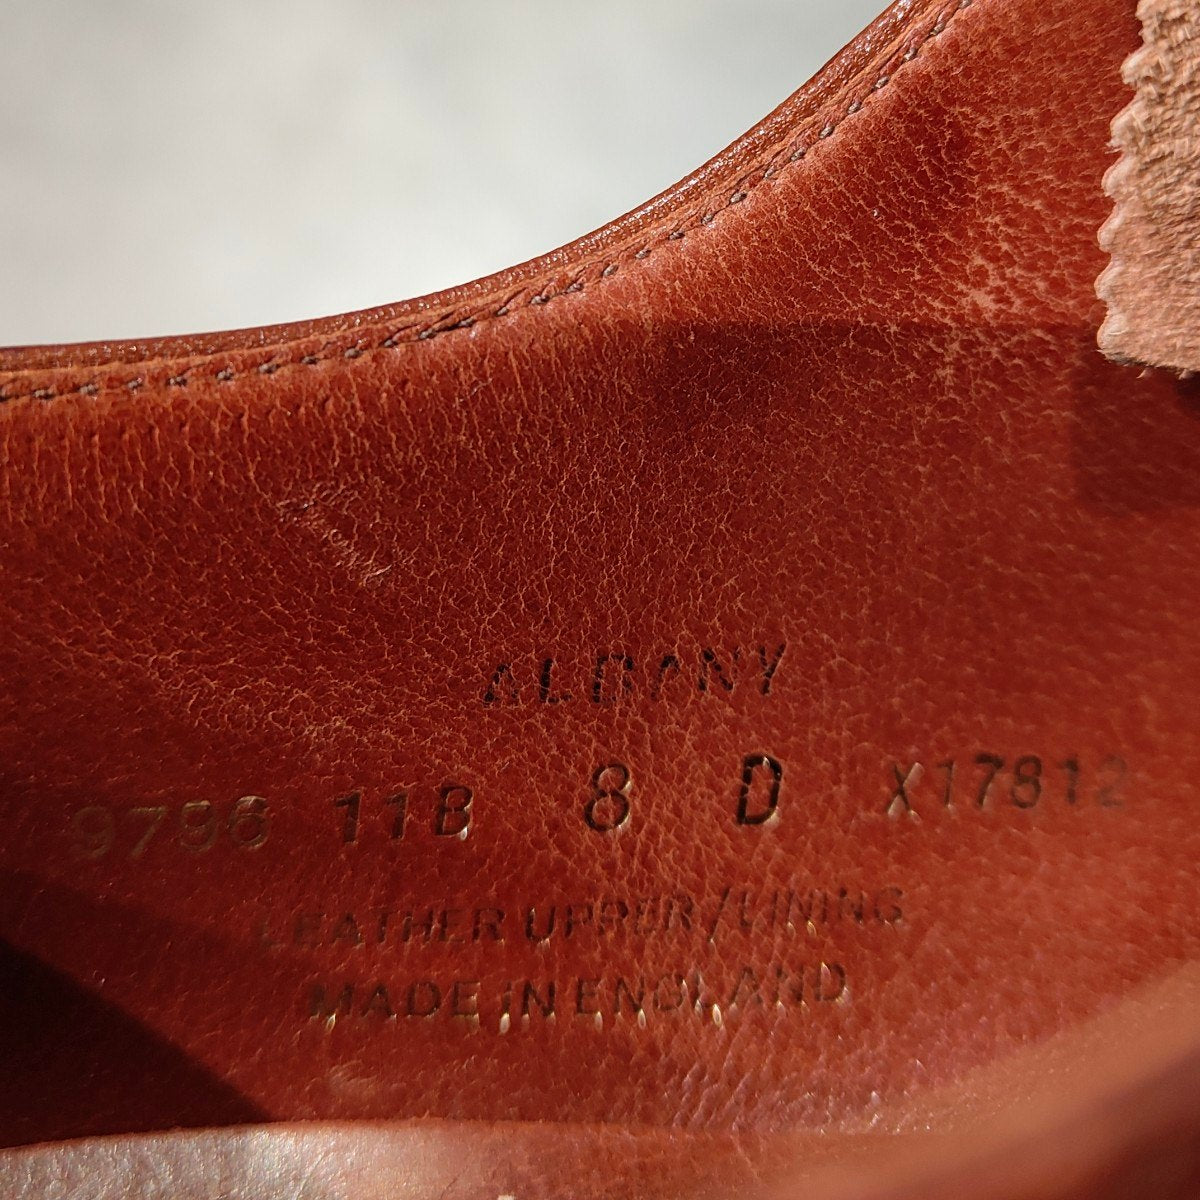 ALBANY
9796 11B 8 D X17812
LEATHER UPPER/LINING
MADE IN ENGLAND